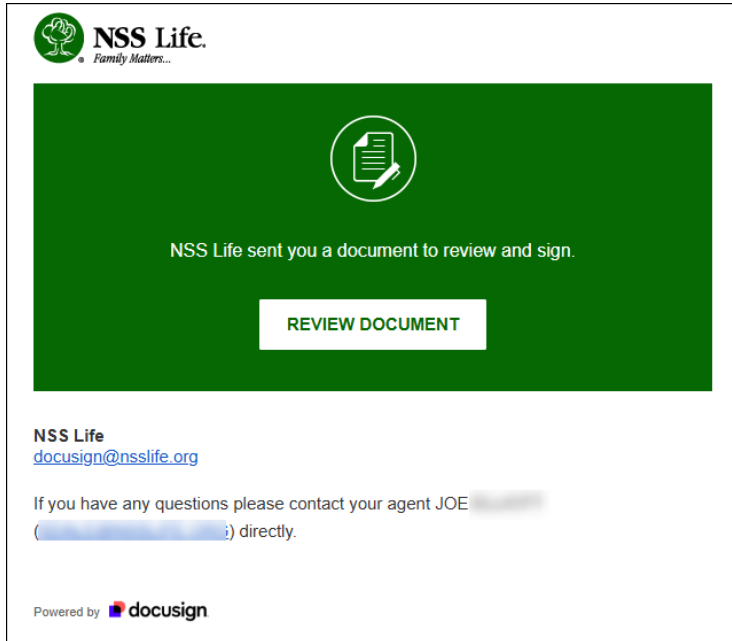 NSS Life.
Family Matters...
NSS Life sent you a document to review and sign.
REVIEW DOCUMENT
NSS Life
docusign@nsslife.org
If you have any questions please contact your agent JOE
() directly.
Powered by docusign